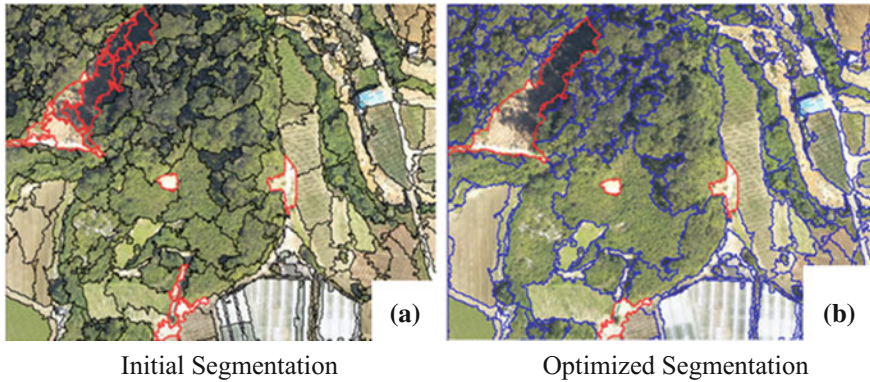 (a)
(b)
Initial Segmentation
Optimized Segmentation